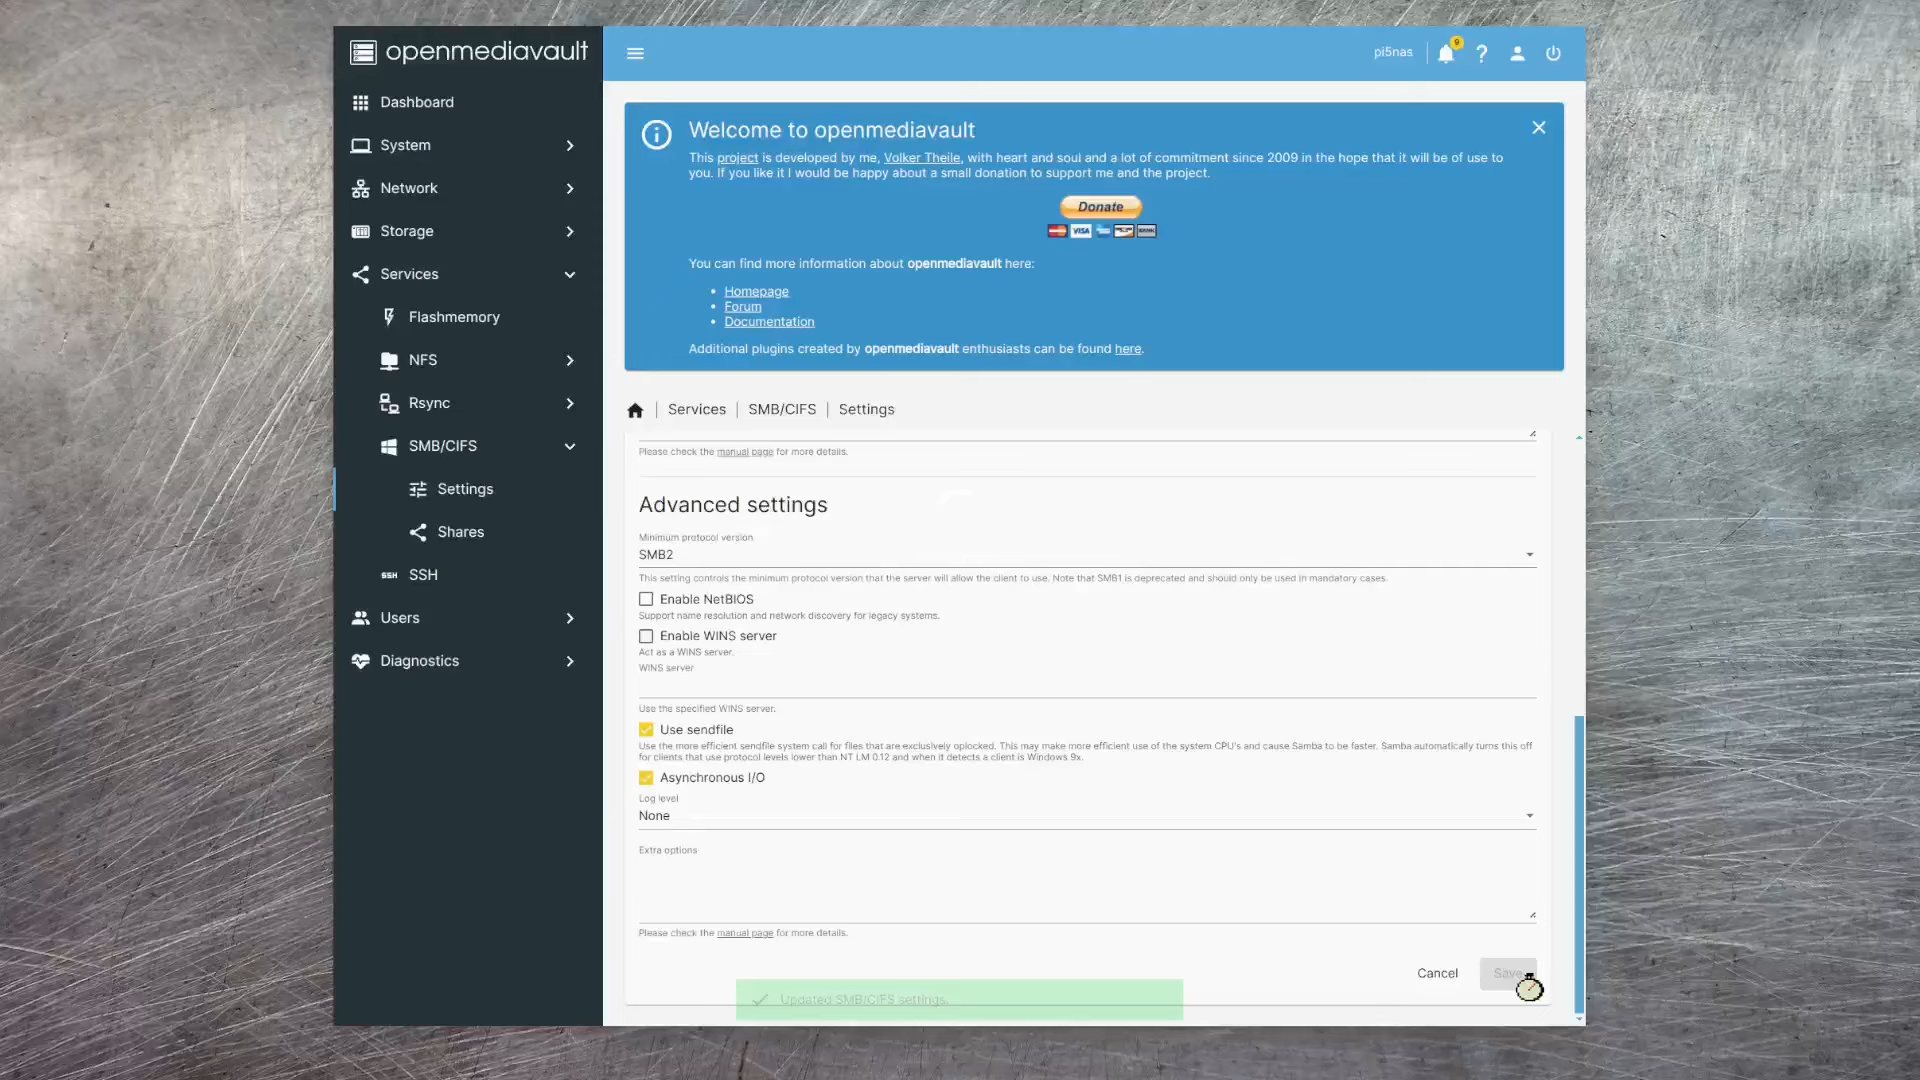 openmediavault
pi5nas
9
Dashboard
System
Network
Storage
Services
Flashmemory
NFS
Rsync
SMB/CIFS
Settings
Shares
SSH
SSH
Users
Diagnostics
Welcome to openmediavault
This project is developed by me, Volker Theile, with heart and soul and a lot of commitment since 2009 in the hope that it will be of use to
you. If you like it I would be happy about a small donation to support me and the project.
Donate
VISA
You can find more information about openmediavault here:
• Homepage
• Forum
• Documentation
Additional plugins created by openmediavault enthusiasts can be found here.
Services | SMB/CIFS | Settings
Please check the manual page for more details.
Advanced settings
Minimum protocol version
SMB2
This setting controls the minimum protocol version that the server will allow the client to use. Note that SMB1 is deprecated and should only be used in mandatory cases.
Enable NetBIOS
Support name resolution and network discovery for legacy systems.
Enable WINS server
Act as a WINS server.
WINS server
Use the specified WINS server.
Use sendfile
Use the more efficient sendfile system call for files that are exclusively oplocked. This may make more efficient use of the system CPU's and cause Samba to be faster. Samba automatically turns this off
for clients that use protocol levels lower than NT LM 0.12 and when it detects a client is Windows 9x.
Asynchronous I/O
Log level
None
Extra options
Please check the manual page for more details.
Cancel
Save
Updated SMB/CIFS settings.